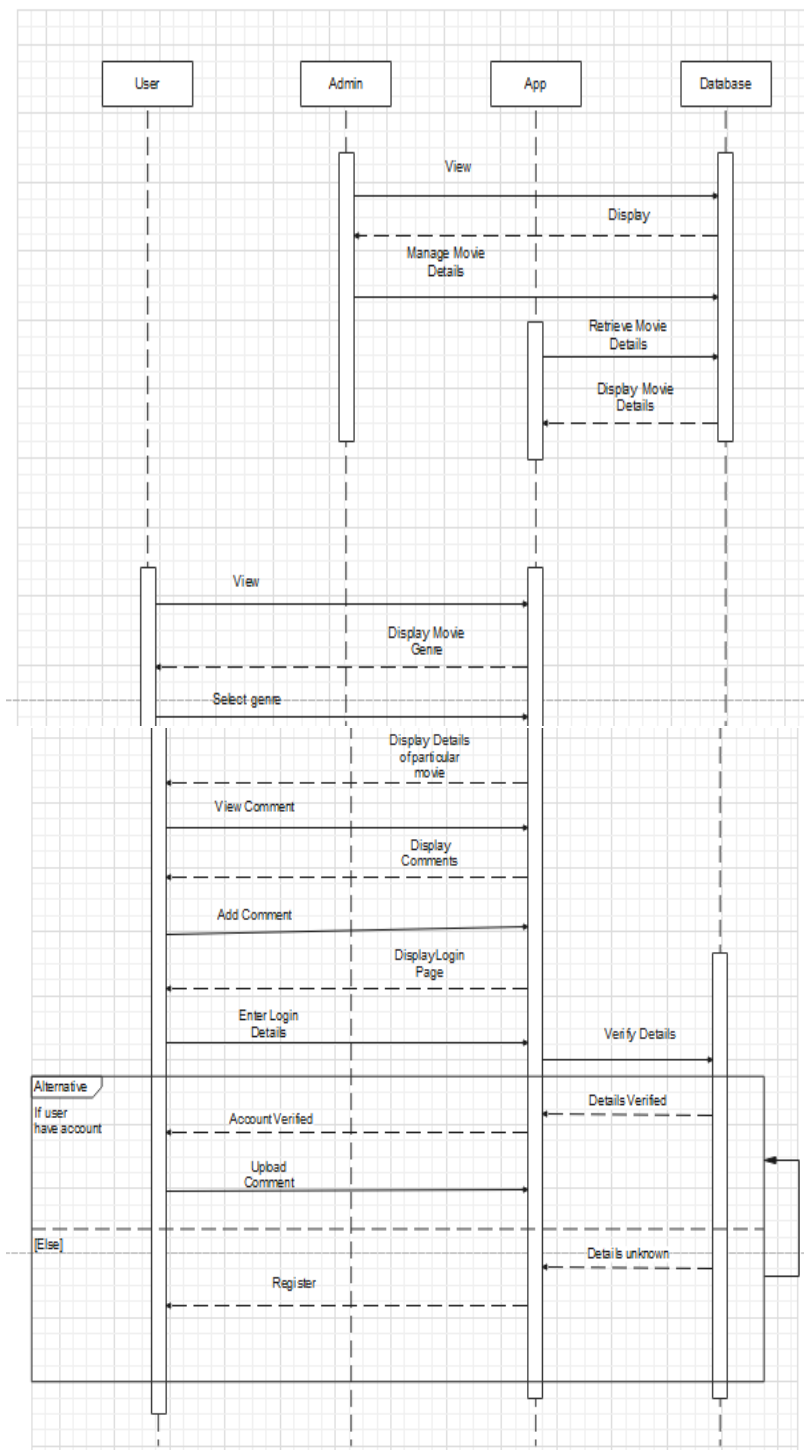 User
Admin
App
Database
View
Display
Manage Movie
Details
Retrieve Movie
Details
Display Movie
Details
View
Display Movie
Genre
Select genre
Display Details
of particular
movie
View Comment
Display
Comments
Add Comment
Display Login
Page
Enter Login
Details
Verify Details
Alternative
If user
have account
Details Verified
Account Verified
Upload
Comment
[Else]
Details unknown
Register